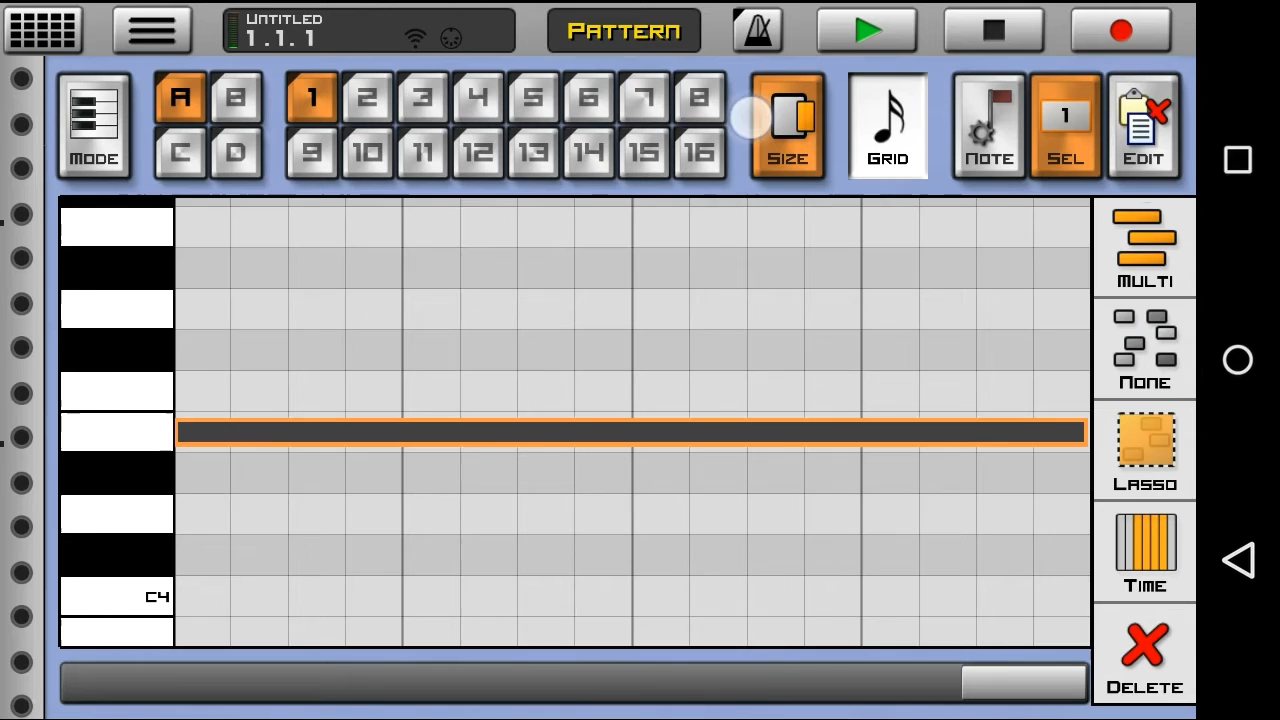 UNTITLED
1.1.1
PATTERN
MODE
A B
C D
1 2 3 4 5 6 7 8
9 10 11 12 13 14 15 16
SIZE
GRID
NOTE
1
SEL
EDIT
MULTI
NONE
LASSO
TIME
DELETE
C4